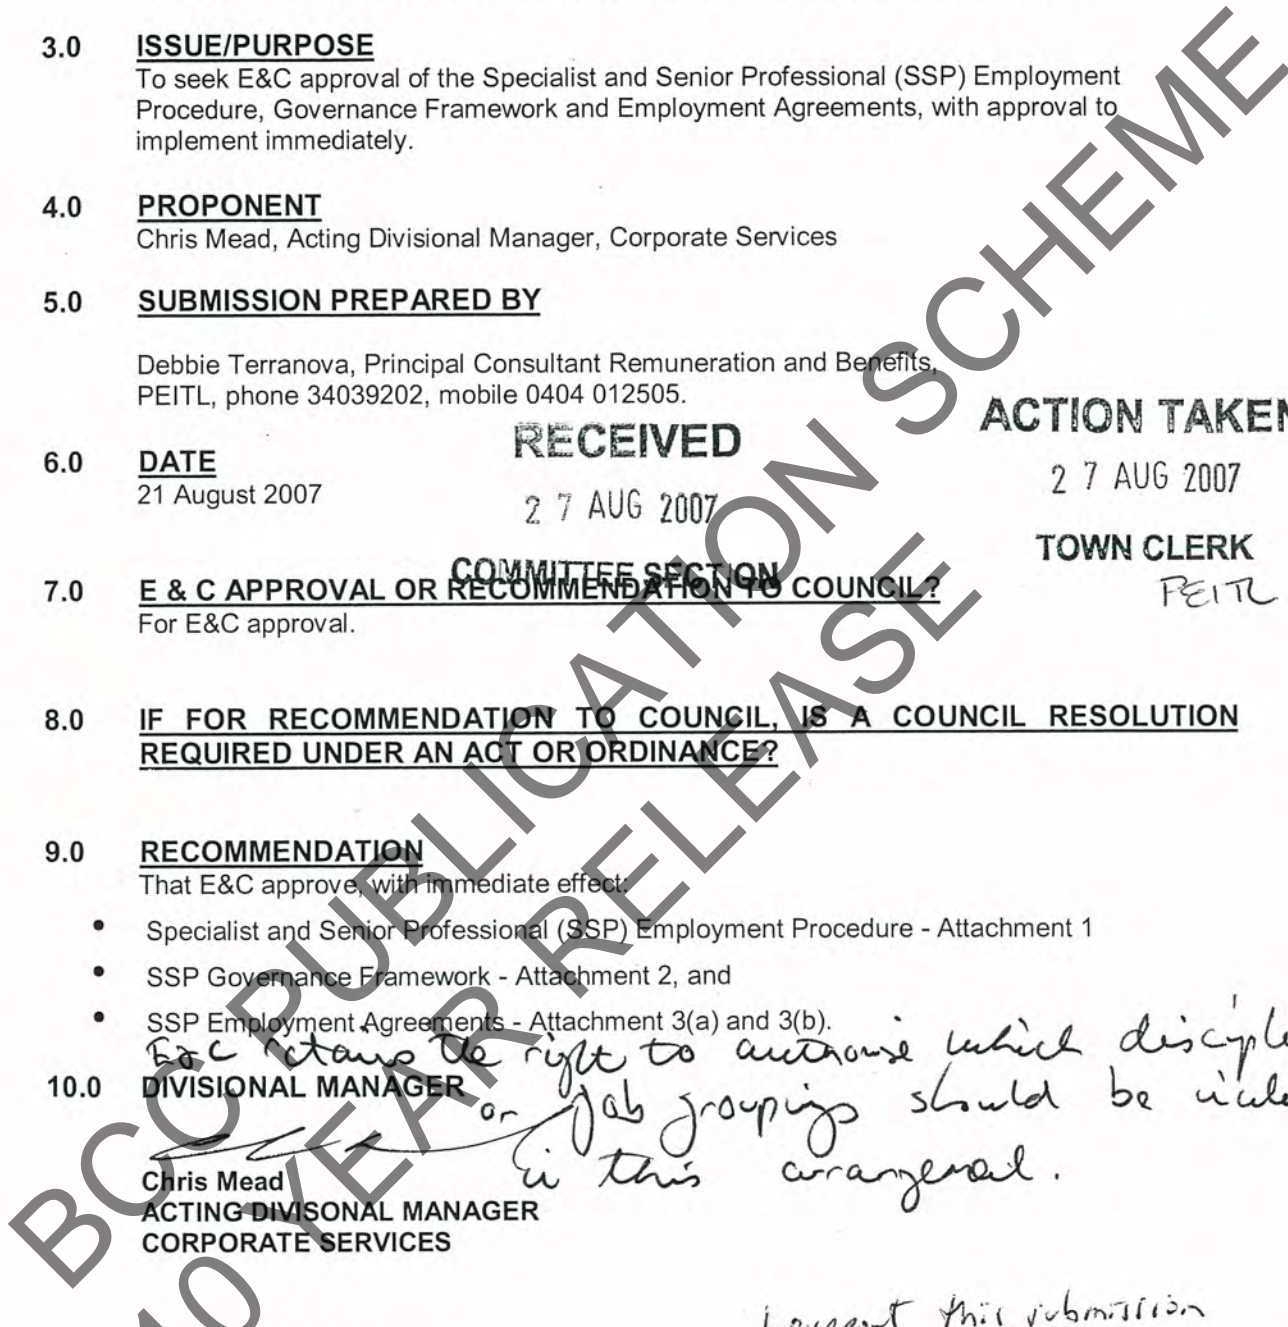 3.0 ISSUE/PURPOSE
To seek E&C approval of the Specialist and Senior Professional (SSP) Employment
Procedure, Governance Framework and Employment Agreements, with approval to
implement immediately.
4.0 PROPONENT
Chris Mead, Acting Divisional Manager, Corporate Services
5.0 SUBMISSION PREPARED BY
Debbie Terranova, Principal Consultant Remuneration and Benefits,
PEITL, phone 34039202, mobile 0404 012505.
RECEIVED
27 AUG 2007
COMMITTEE SECTION
ACTION TAKEN
27 AUG 2007
TOWN CLERK
PEITL
6.0 DATE
21 August 2007
7.0 E & C APPROVAL OR RECOMMENDATION TO COUNCIL?
For E&C approval.
8.0 IF FOR RECOMMENDATION TO COUNCIL, IS A COUNCIL RESOLUTION
REQUIRED UNDER AN ACT OR ORDINANCE?
9.0 RECOMMENDATION
That E&C approve, with immediate effect:
• Specialist and Senior Professional (SSP) Employment Procedure - Attachment 1
• SSP Governance Framework - Attachment 2, and
• SSP Employment Agreements - Attachment 3(a) and 3(b).
E&C retains the right to authorise which
or job groupings should be
in this arrangement.
10.0 DIVISIONAL MANAGER
Chris Mead
ACTING DIVISONAL MANAGER
CORPORATE SERVICES
I support this submission
BCC PUBLICATION SCHEME
10 YEAR RELEASE